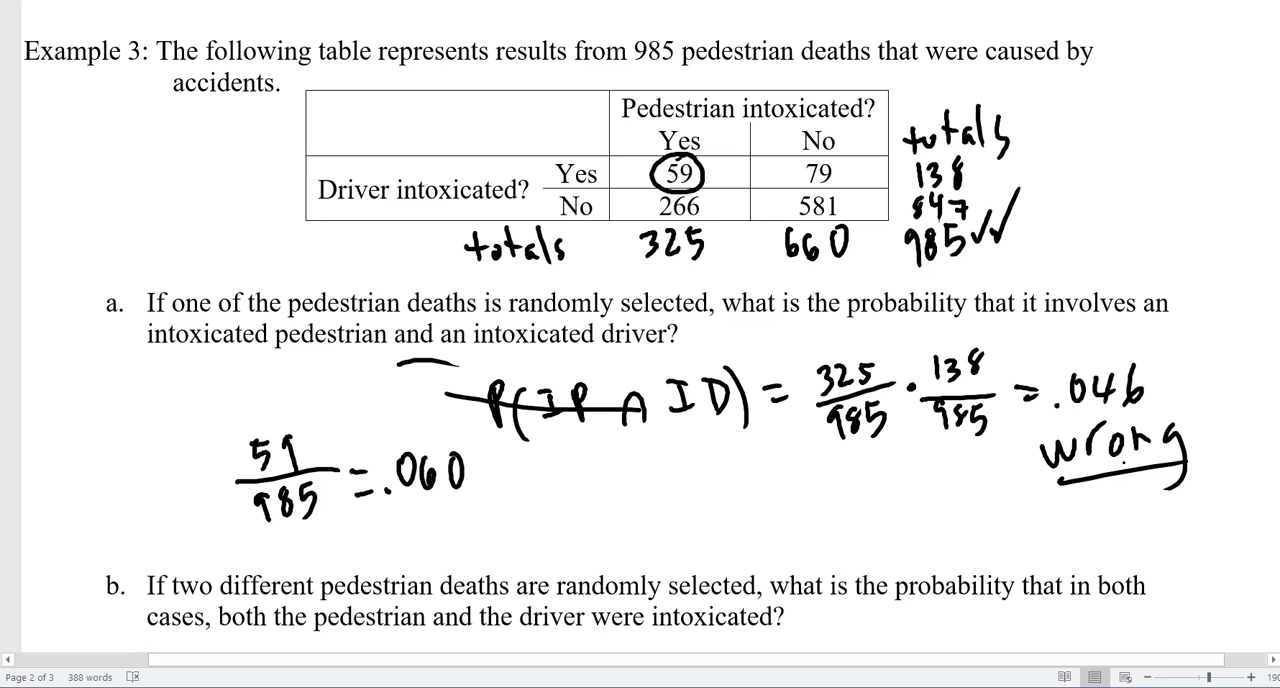 Example 3: The following table represents results from 985 pedestrian deaths that were caused by
accidents.
Pedestrian intoxicated?
Yes No totals
Driver intoxicated? Yes 59 79 138
No 266 581 847
totals 325 660 985
a. If one of the pedestrian deaths is randomly selected, what is the probability that it involves an
intoxicated pedestrian and an intoxicated driver?
P(IP ∩ ID) = 325/985 · 138/985 = .046
wrong
59/985 = .060
b. If two different pedestrian deaths are randomly selected, what is the probability that in both
cases, both the pedestrian and the driver were intoxicated?
Page 2 of 3 388 words